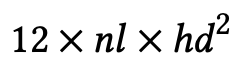 12 × nl × hd²